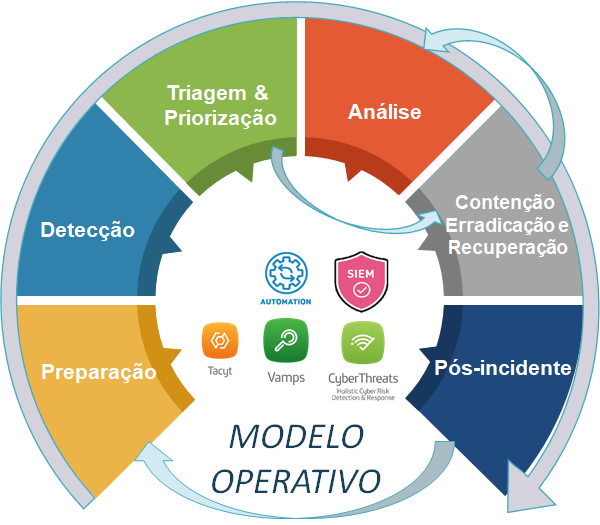 Triagem &
Priorização
Análise
Detecção
Contenção
Erradicação e
Recuperação
Preparação
Pós-incidente
AUTOMATION
SIEM
Tacyt
Vamps
CyberThreats
Holistic Cyber Risk
Detection & Response
MODELO
OPERATIVO